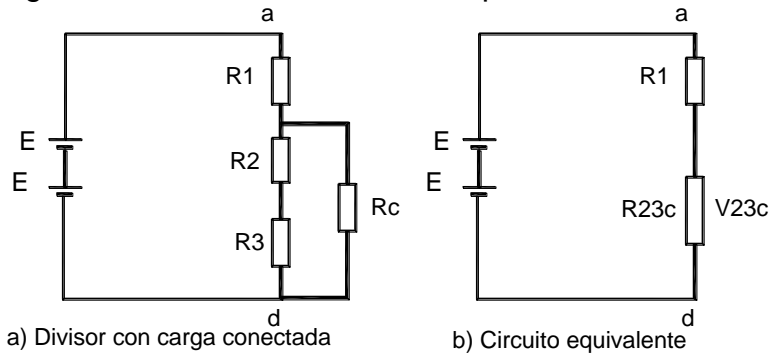 a
R1
E
R2
E
Rc
R3
d
a) Divisor con carga conectada
a
R1
E
E
R23c V23c
d
b) Circuito equivalente